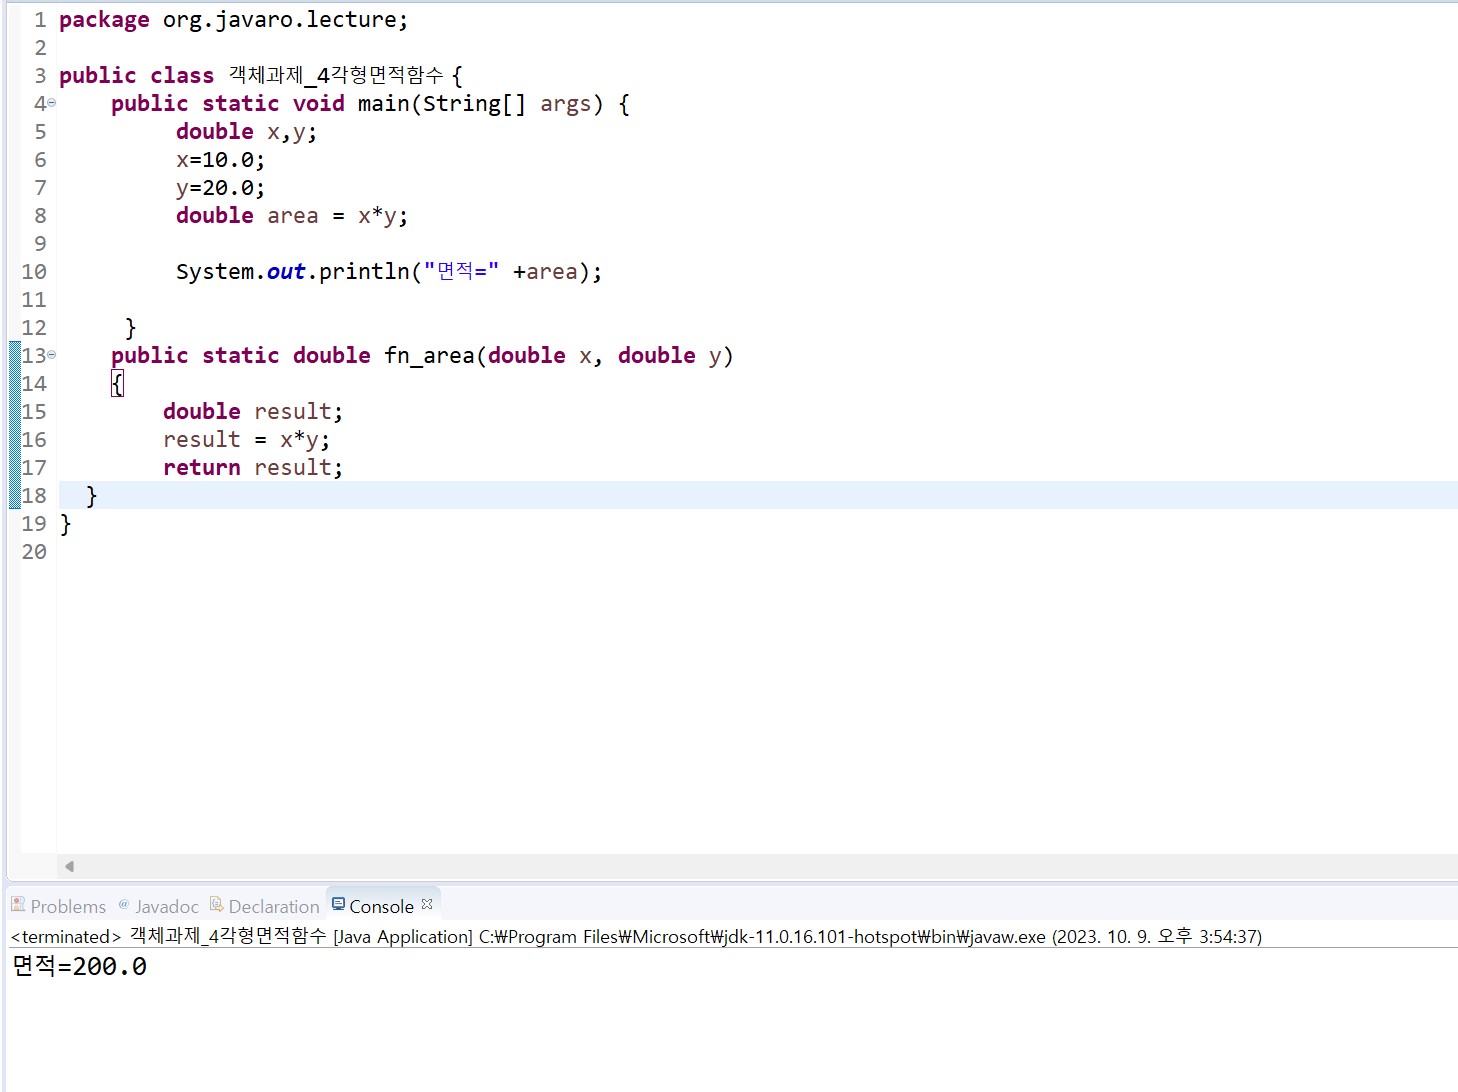 1 package org.javaro.lecture;
2
3 public class 객체과제_4각형면적함수 {
4 public static void main(String[] args) {
5 double x,y;
6 x=10.0;
7 y=20.0;
8 double area = x*y;
9
10 System.out.println("면적=" +area);
11
12 }
13 public static double fn_area(double x, double y)
14 {
15 double result;
16 result = x*y;
17 return result;
18 }
19 }
20
Problems @ Javadoc Declaration Console
<terminated> 객체과제_4각형면적함수 [Java Application] C:₩Program Files₩Microsoft₩jdk-11.0.16.101-hotspot₩bin₩javaw.exe (2023. 10. 9. 오후 3:54:37)
면적=200.0